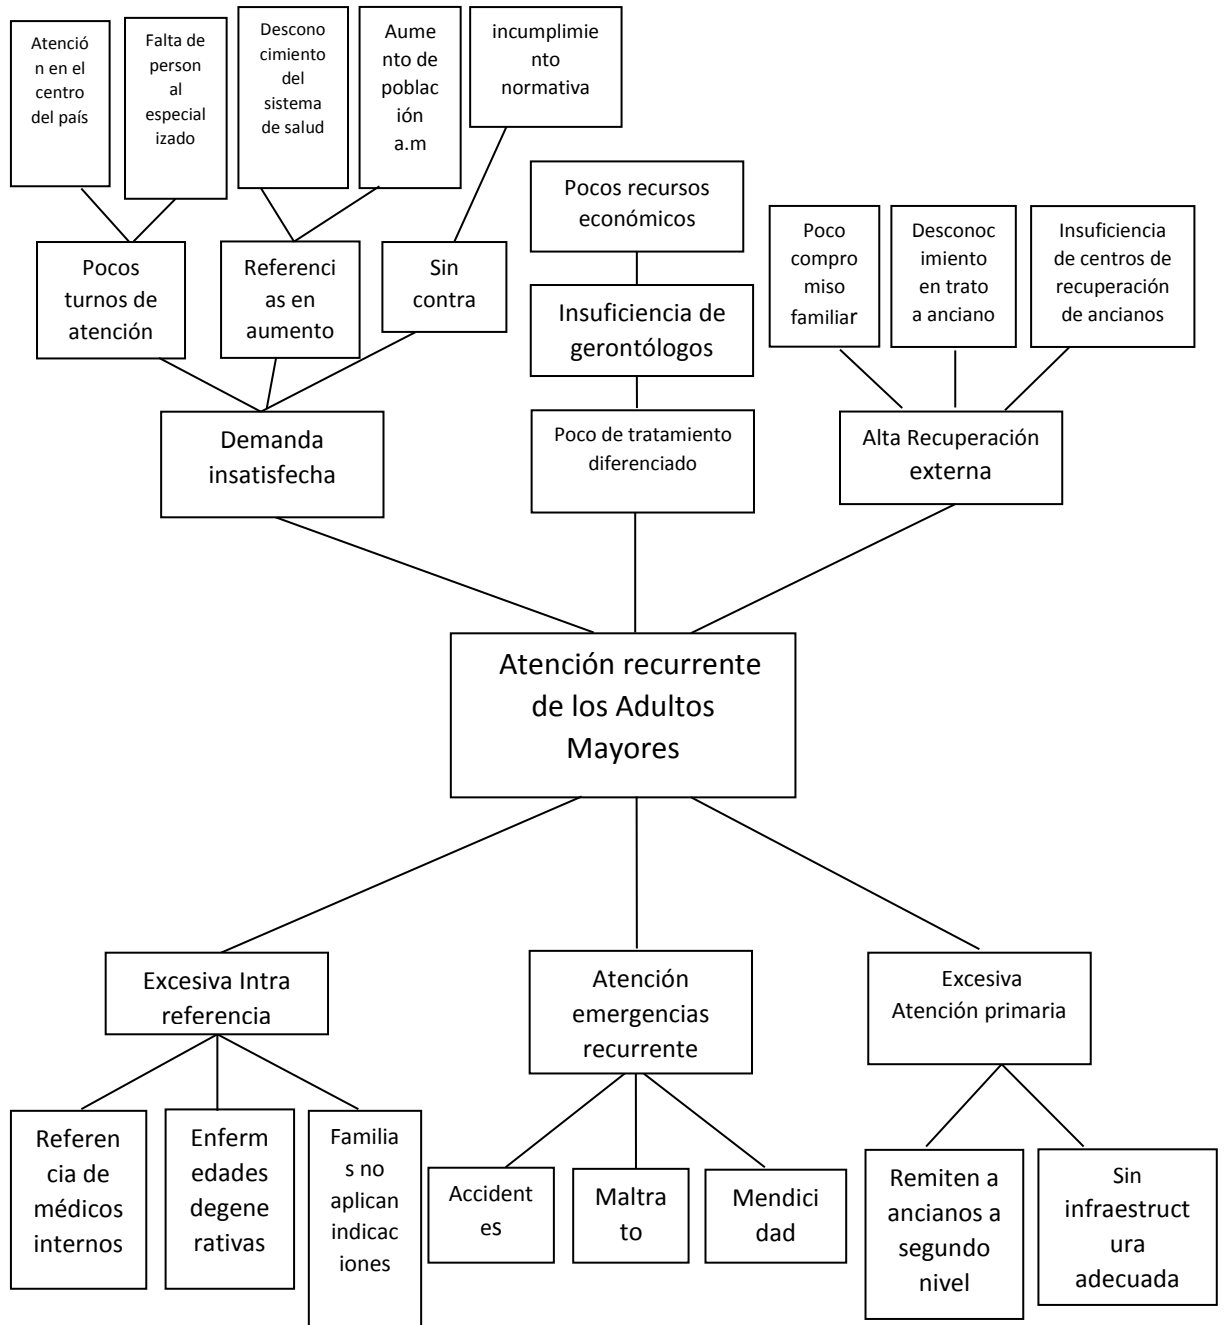 Atenció
n en el
centro
del país
Falta de
person
al
especial
izado
Descono
cimiento
del
sistema
de salud
Aume
nto de
poblac
ión
a.m
incumplimie
nto
normativa
Pocos
turnos de
atención
Referenci
as en
aumento
Sin
contra
Demanda
insatisfecha
Pocos recursos
económicos
Insuficiencia de
gerontólogos
Poco de tratamiento
diferenciado
Poco
compro
miso
familiar
Desconoc
imiento
en trato
a anciano
Insuficiencia
de centros de
recuperación
de ancianos
Alta Recuperación
externa
Atención recurrente
de los Adultos
Mayores
Excesiva Intra
referencia
Atención
emergencias
recurrente
Excesiva
Atención primaria
Referen
cia de
médicos
internos
Enferm
edades
degene
rativas
Familia
s no
aplican
indicac
iones
Accident
es
Maltra
to
Mendici
dad
Remiten a
ancianos a
segundo
nivel
Sin
infraestruct
ura
adecuada